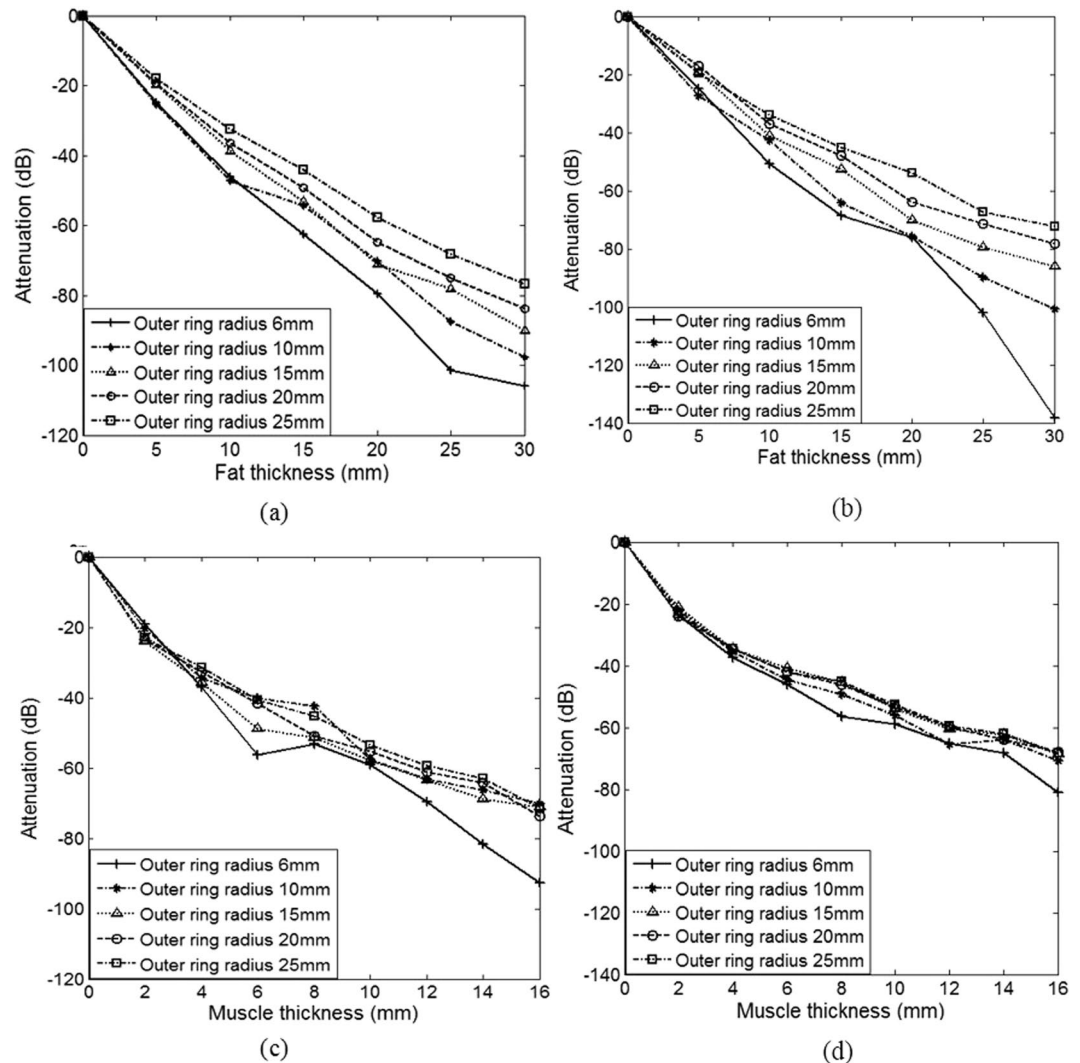 0
-20
-40
-60
-80
-100
-120
Attenuation (dB)
Outer ring radius 6mm
Outer ring radius 10mm
Outer ring radius 15mm
Outer ring radius 20mm
Outer ring radius 25mm
0 5 10 15 20 25 30
Fat thickness (mm)
(a)
0
-20
-40
-60
-80
-100
-120
-140
Attenuation (dB)
Outer ring radius 6mm
Outer ring radius 10mm
Outer ring radius 15mm
Outer ring radius 20mm
Outer ring radius 25mm
0 5 10 15 20 25 30
Fat thickness (mm)
(b)
0
-20
-40
-60
-80
-100
-120
Attenuation (dB)
Outer ring radius 6mm
Outer ring radius 10mm
Outer ring radius 15mm
Outer ring radius 20mm
Outer ring radius 25mm
0 2 4 6 8 10 12 14 16
Muscle thickness (mm)
(c)
0
-20
-40
-60
-80
-100
-120
-140
Attenuation (dB)
Outer ring radius 6mm
Outer ring radius 10mm
Outer ring radius 15mm
Outer ring radius 20mm
Outer ring radius 25mm
0 2 4 6 8 10 12 14 16
Muscle thickness (mm)
(d)